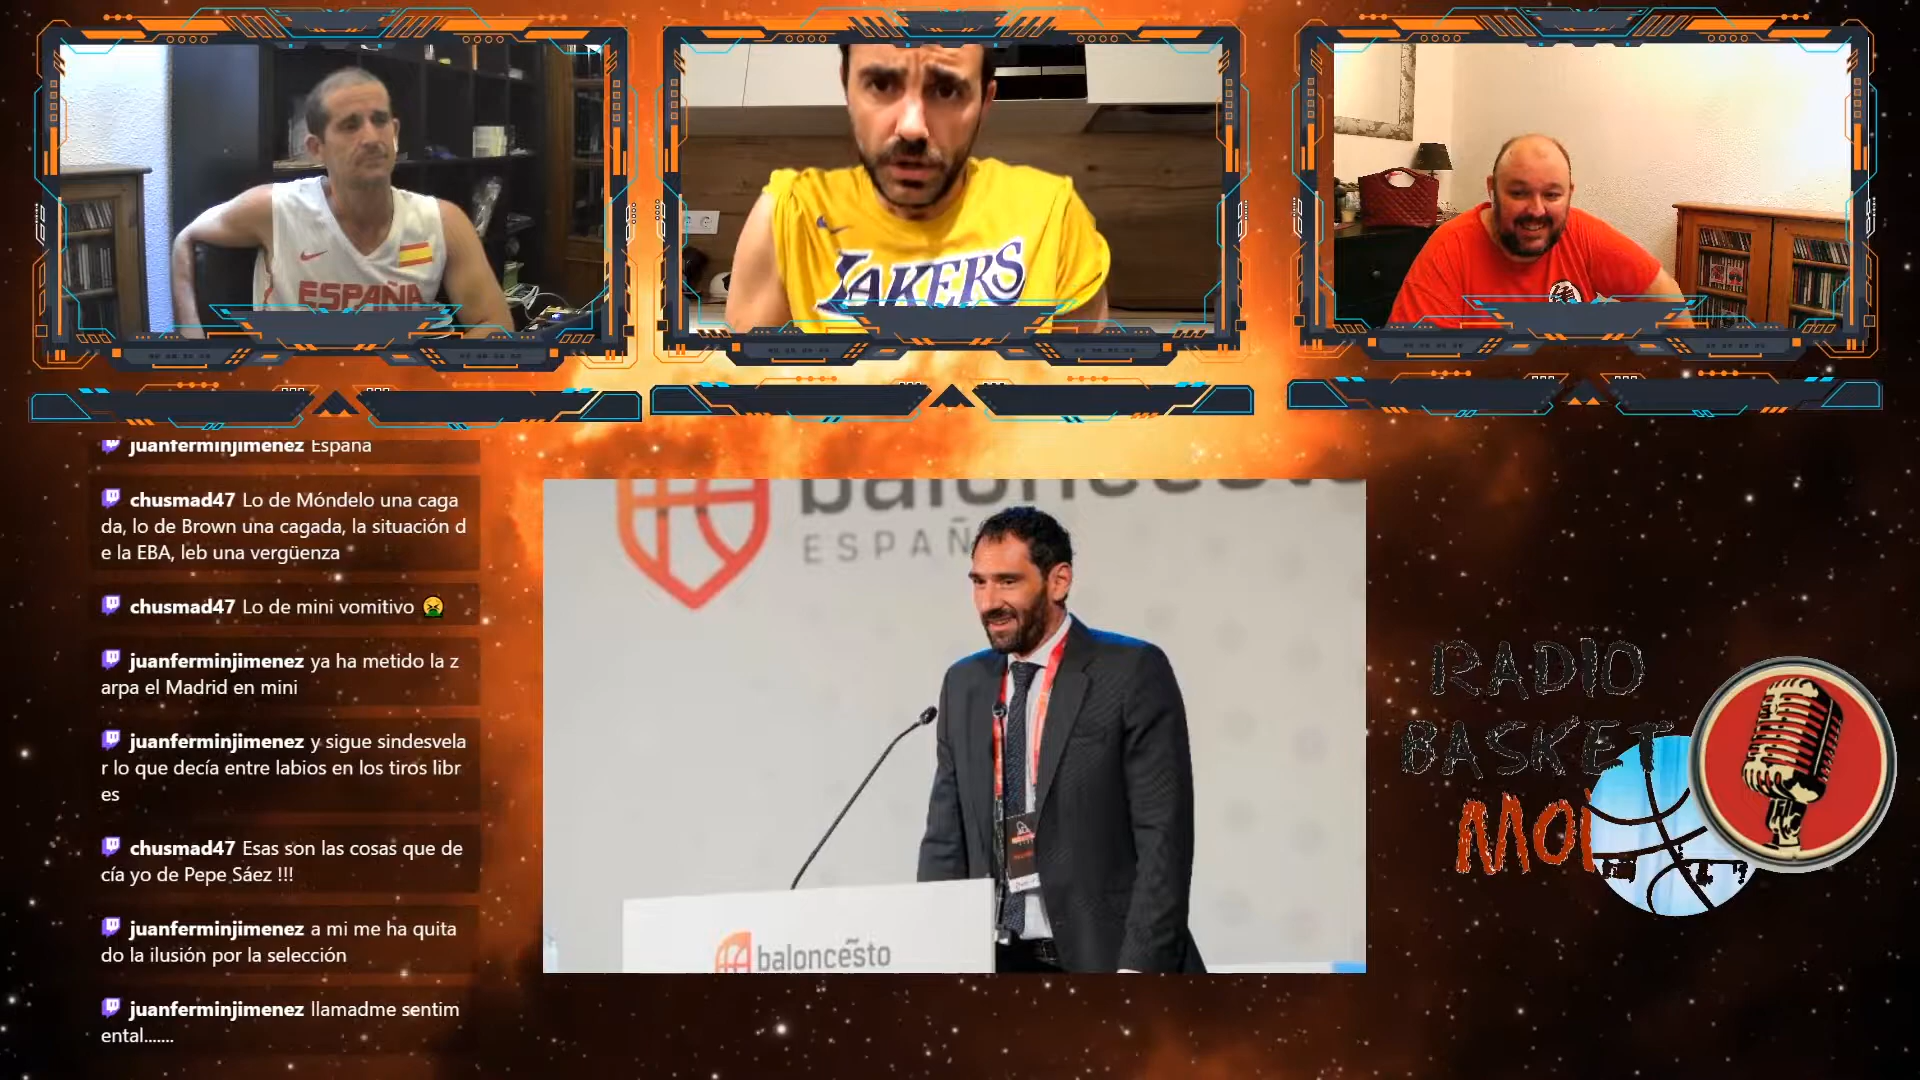 ESPAÑA
LAKERS
juanferminjimenez España
chusmad47 Lo de Móndelo una caga
da, lo de Brown una cagada, la situación d
e la EBA, leb una vergüenza
chusmad47 Lo de mini vomitivo 🤮
juanferminjimenez ya ha metido la z
arpa el Madrid en mini
juanferminjimenez y sigue sindesvela
r lo que decía entre labios en los tiros libr
es
chusmad47 Esas son las cosas que de
cía yo de Pepe Sáez !!!
juanferminjimenez a mi me ha quita
do la ilusión por la selección
juanferminjimenez llamadme sentim
ental.......
baloncesto
ESPAÑ
baloncesto
RADIO
BASKET
MOi